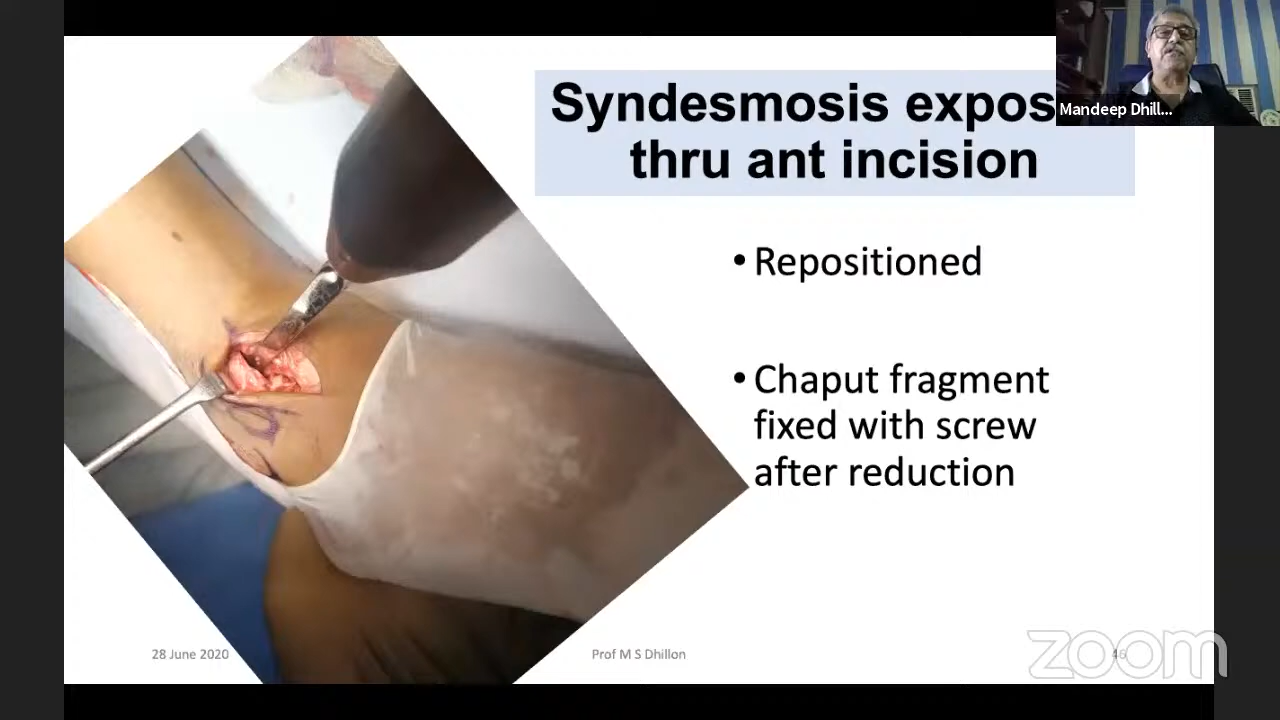 Syndesmosis expos
thru ant incision
Mandeep Dhill...
• Repositioned
• Chaput fragment
fixed with screw
after reduction
28 June 2020
Prof M S Dhillon
46
zoom